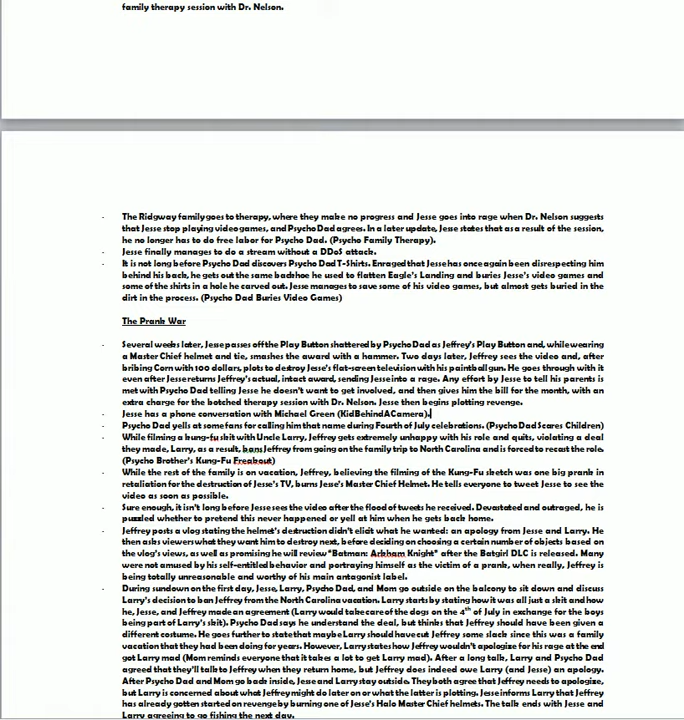 family therapy session with Dr. Nelson.
- The Ridgway family goes to therapy, where they make no progress and Jesse goes into rage when Dr. Nelson suggests
that Jesse stop playing video games, and Psycho Dad agrees. In a later update, Jesse states that as a result of the session,
he no longer has to do free labor for Psycho Dad. (Psycho Family Therapy).
- Jesse finally manages to do a stream without a DDoS attack.
- It is not long before Psycho Dad discovers Psycho Dad T-Shirts. Enraged that Jesse has once again been disrespecting him
behind his back, he gets out the same backhoe he used to flatten Eagle's Landing and buries Jesse's video games and
some of the shirts in a hole he carved out. Jesse manages to save some of his video games, but almost gets buried in the
dirt in the process. (Psycho Dad Buries Video Games)
The Prank War
- Several weeks later, Jesse passes off the Play Button shattered by Psycho Dad as Jeffrey's Play Button and, while wearing
a Master Chief helmet and tie, smashes the award with a hammer. Two days later, Jeffrey sees the video and, after
bribing Corn with 100 dollars, plots to destroy Jesse's flat-screen television with his paintball gun. He goes through with it
even after Jesse returns Jeffrey's actual, intact award, sending Jesse into a rage. Any effort by Jesse to tell his parents is
met with Psycho Dad telling Jesse he doesn't want to get involved, and then gives him the bill for the month, with an
extra charge for the botched therapy session with Dr. Nelson. Jesse then begins plotting revenge.
- Jesse has a phone conversation with Michael Green (KidBehindACamera).
- Psycho Dad yells at some fans for calling him that name during Fourth of July celebrations. (Psycho Dad Scares Children)
- While filming a kung-fu skit with Uncle Larry, Jeffrey gets extremely unhappy with his role and quits, violating a deal
they made, Larry, as a result, bans Jeffrey from going on the family trip to North Carolina and is forced to recast the role.
(Psycho Brother's Kung-Fu Freakout)
- While the rest of the family is on vacation, Jeffrey, believing the filming of the Kung-Fu sketch was one big prank in
retaliation for the destruction of Jesse's TV, burns Jesse's Master Chief Helmet. He tells everyone to tweet Jesse to see the
video as soon as possible.
- Sure enough, it isn't long before Jesse sees the video after the flood of tweets he received. Devastated and outraged, he is
puzzled whether to pretend this never happened or yell at him when he gets back home.
- Jeffrey posts a vlog stating the helmet's destruction didn't elicit what he wanted: an apology from Jesse and Larry. He
then asks viewers what they want him to destroy next, before deciding on choosing a certain number of objects based on
the vlog's views, as well as promising he will review "Batman: Arkham Knight" after the Batgirl DLC is released. Many
were not amused by his self-entitled behavior and portraying himself as the victim of a prank, when really, Jeffrey is
being totally unreasonable and worthy of his main antagonist label.
- During sundown on the first day, Jesse, Larry, Psycho Dad, and Mom go outside on the balcony to sit down and discuss
Larry's decision to ban Jeffrey from the North Carolina vacation. Larry starts by stating how it was all just a skit and how
he, Jesse, and Jeffrey made an agreement (Larry would take care of the dogs on the 4th of July in exchange for the boys
being part of Larry's skit). Psycho Dad says he understand the deal, but thinks that Jeffrey should have been given a
different costume. He goes further to state that maybe Larry should have cut Jeffrey some slack since this was a family
vacation that they had been doing for years. However, Larry states how Jeffrey wouldn't apologize for his rage at the end
got Larry mad (Mom reminds everyone that it takes a lot to get Larry mad). After a long talk, Larry and Psycho Dad
agreed that they'll talk to Jeffrey when they return home, but Jeffrey does indeed owe Larry (and Jesse) an apology.
After Psycho Dad and Mom go back inside, Jesse and Larry stay outside. They both agree that Jeffrey needs to apologize,
but Larry is concerned about what Jeffrey might do later on or what the latter is plotting. Jesse informs Larry that Jeffrey
has already gotten started on revenge by burning one of Jesse's Halo Master Chief helmets. The talk ends with Jesse and
Larry agreeing to go fishing the next day.